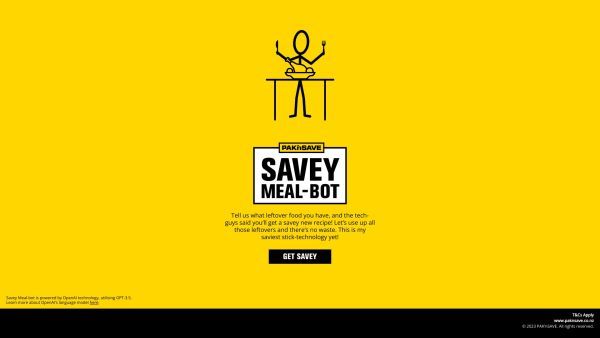 PAK'nSAVE
SAVEY
MEAL-BOT
Tell us what leftover food you have, and the tech-
guys said you'll get a savey new recipe! Let's use up all
those leftovers and there's no waste. This is my
saviest stick-technology yet!
GET SAVEY
Savey Meal-bot is powered by OpenAI technology, utilising GPT-3.5.
Learn more about OpenAI's language model here.
T&Cs Apply
www.paknsave.co.nz
© 2023 PAK'nSAVE. All rights reserved.